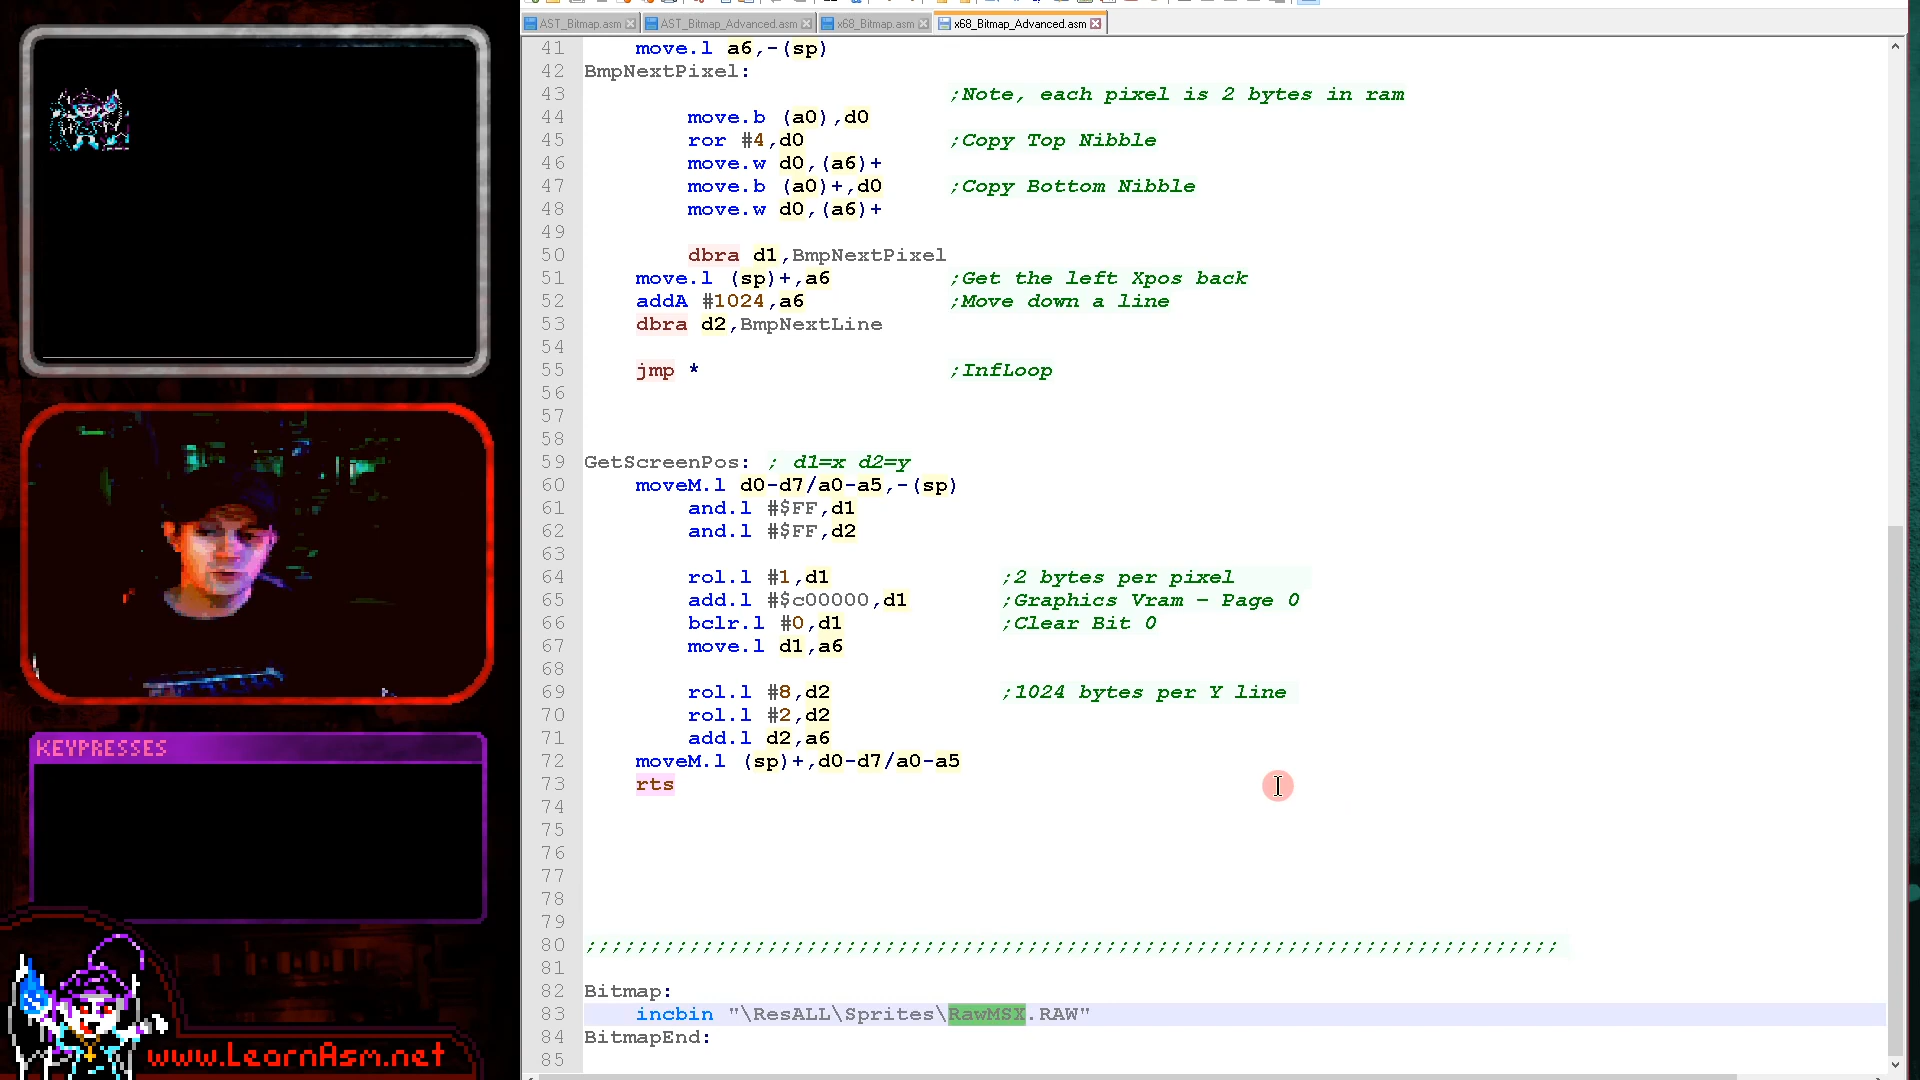 AST_Bitmap.asm AST_Bitmap_Advanced.asm x68_Bitmap.asm x68_Bitmap_Advanced.asm
41 move.l a6,-(sp)
42 BmpNextPixel:
43 ;Note, each pixel is 2 bytes in ram
44 move.b (a0),d0
45 ror #4,d0 ;Copy Top Nibble
46 move.w d0,(a6)+
47 move.b (a0)+,d0 ;Copy Bottom Nibble
48 move.w d0,(a6)+
49
50 dbra d1,BmpNextPixel
51 move.l (sp)+,a6 ;Get the left Xpos back
52 addA #1024,a6 ;Move down a line
53 dbra d2,BmpNextLine
54
55 jmp * ;InfLoop
56
57
58
59 GetScreenPos: ; d1=x d2=y
60 moveM.l d0-d7/a0-a5,-(sp)
61 and.l #$FF,d1
62 and.l #$FF,d2
63
64 rol.l #1,d1 ;2 bytes per pixel
65 add.l #$c00000,d1 ;Graphics Vram - Page 0
66 bclr.l #0,d1 ;Clear Bit 0
67 move.l d1,a6
68
69 rol.l #8,d2 ;1024 bytes per Y line
70 rol.l #2,d2
71 add.l d2,a6
72 moveM.l (sp)+,d0-d7/a0-a5
73 rts
74
75
76
77
78
79
80 ;;;;;;;;;;;;;;;;;;;;;;;;;;;;;;;;;;;;;;;;;;;;;;;;;;;;;;;;;;;;;;;;;;;;;;;;;;;
81
82 Bitmap:
83 incbin "\ResALL\Sprites\RawMSX.RAW"
84 BitmapEnd:
85
KEYPRESSES
www.LearnAsm.net